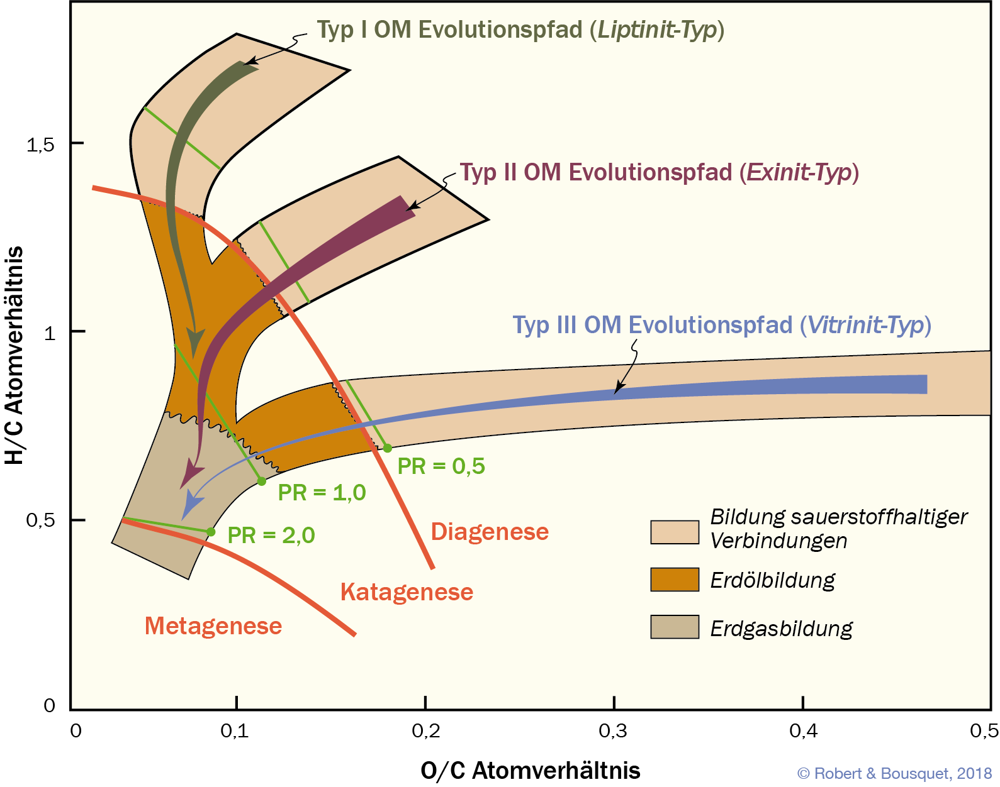 Typ I OM Evolutionspfad (Liptinit-Typ)
1,5
Typ II OM Evolutionspfad (Exinit-Typ)
H/C Atomverhältnis
1
Typ III OM Evolutionspfad (Vitrinit-Typ)
PR = 0,5
PR = 1,0
0,5
PR = 2,0
Diagenese
Katagenese
Metagenese
Bildung sauerstoffhaltiger
Verbindungen
Erdölbildung
Erdgasbildung
0
0
0,1
0,2
0,3
0,4
0,5
O/C Atomverhältnis
© Robert & Bousquet, 2018